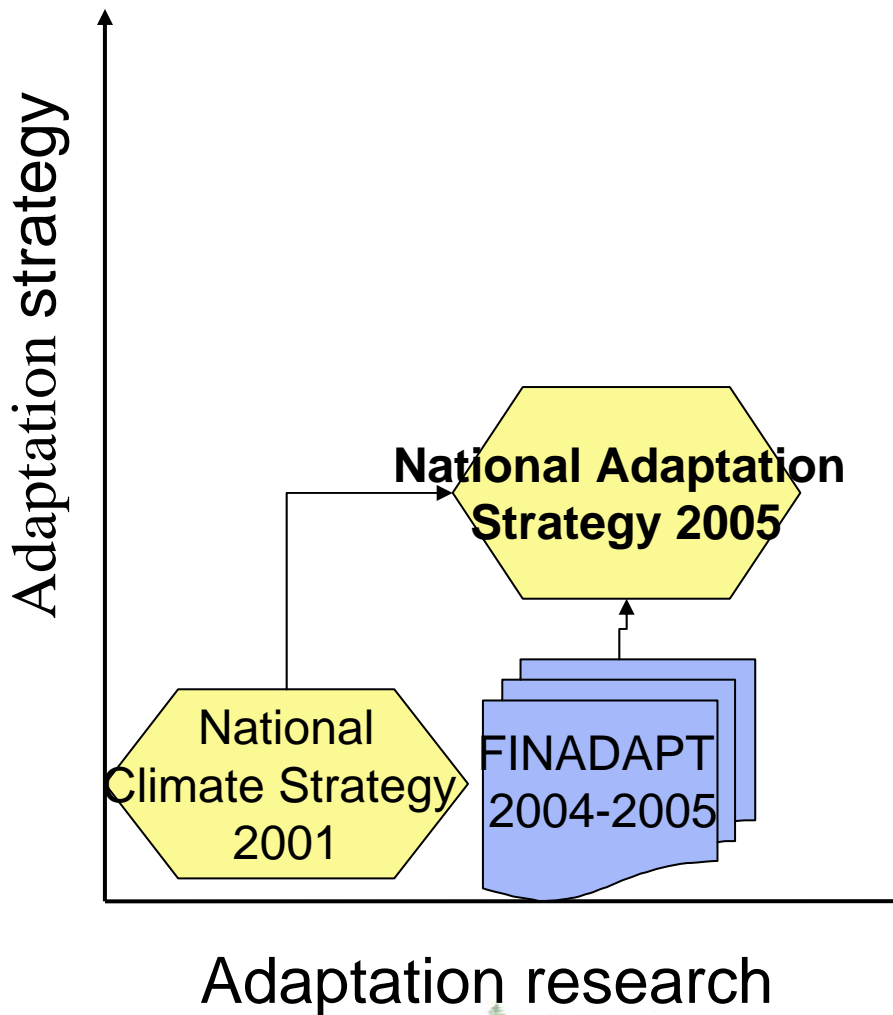 Adaptation strategy
National Adaptation
Strategy 2005
National
Climate Strategy
2001
FINADAPT
2004-2005
Adaptation research